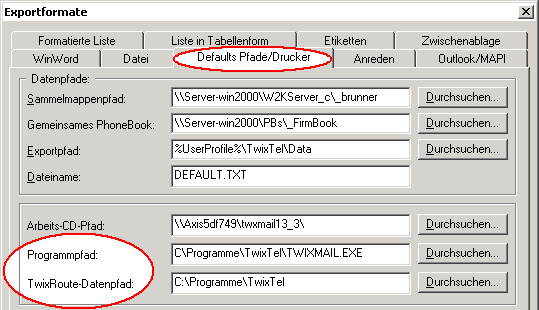 Exportformate
Formatierte Liste Liste in Tabellenform Etiketten Zwischenablage
WinWord Datei Defaults Pfade/Drucker Anreden Outlook/MAPI
Datenpfade:
Sammelmappenpfad: \\Server-win2000\W2KServer_c\_brunner Durchsuchen...
Gemeinsames PhoneBook: \\Server-win2000\PBs\_FirmBook Durchsuchen...
Exportpfad: %UserProfile%\TwixTel\Data Durchsuchen...
Dateiname: DEFAULT.TXT
Arbeits-CD-Pfad: \\Axis5df749\twxmail13_3\ Durchsuchen...
Programmpfad: C\Programme\TwixTel\TWIXMAIL.EXE Durchsuchen...
TwixRoute-Datenpfad: C:\Programme\TwixTel Durchsuchen...